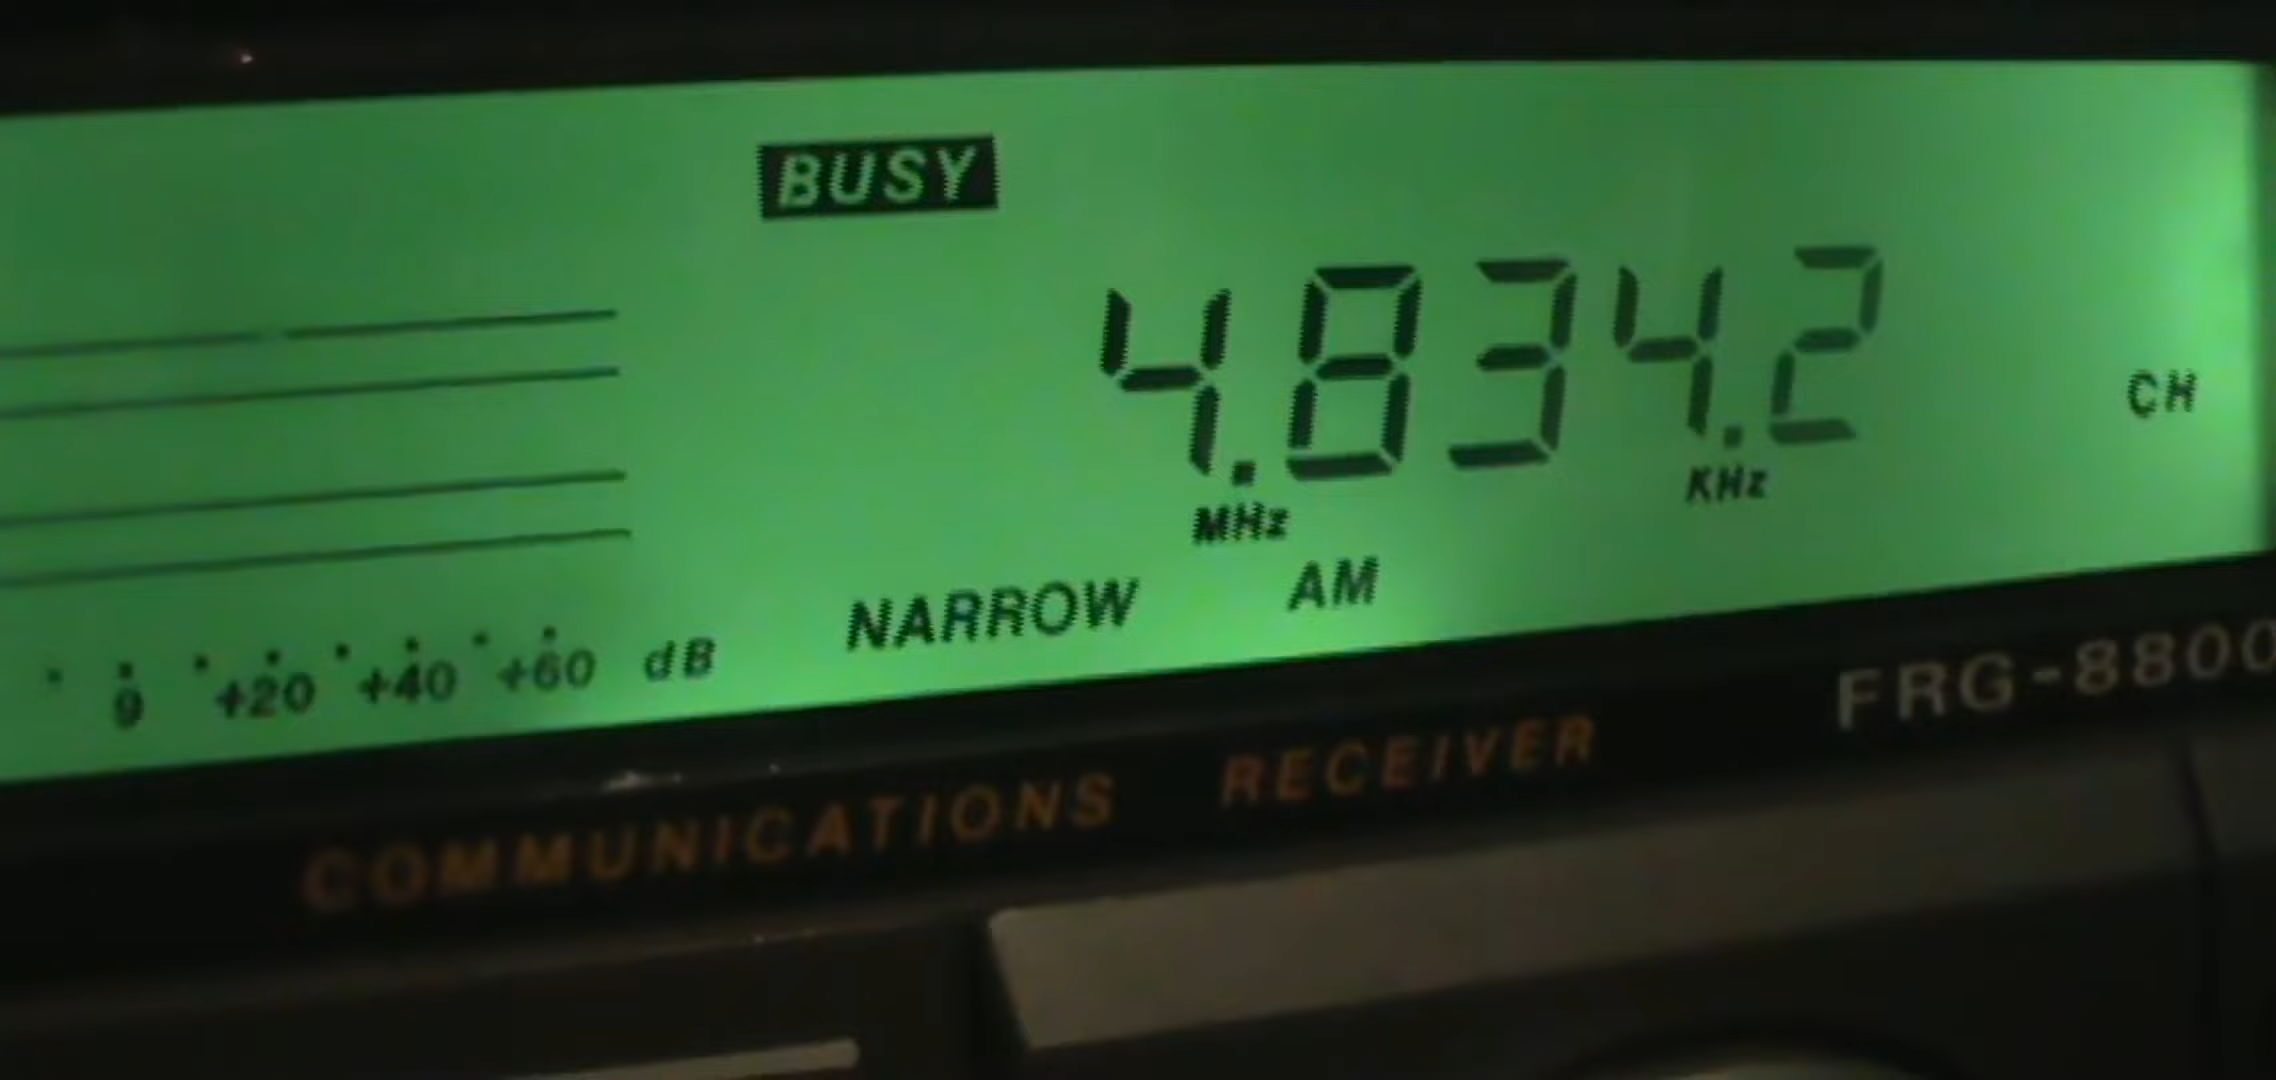 BUSY
4.834.2
MHz KHz CH
NARROW AM
9 +20 +40 +60 dB
FRG-8800
COMMUNICATIONS RECEIVER